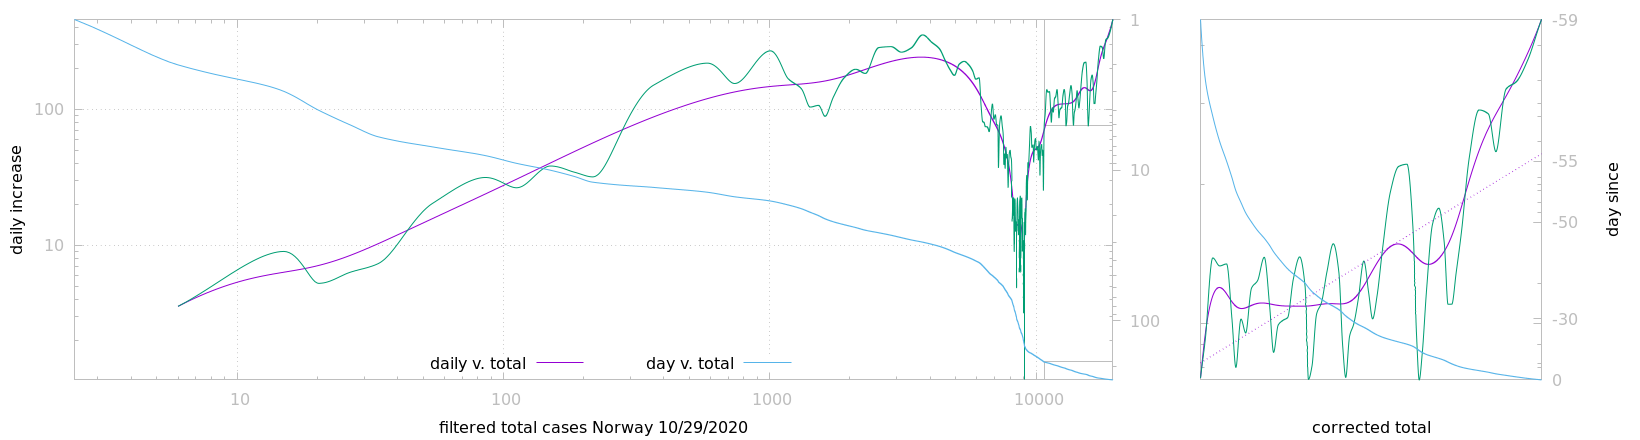 1
-59
100
10
-55
daily increase
day since
-50
10
100
-30
daily v. total
day v. total
0
10
100
1000
10000
filtered total cases Norway 10/29/2020
corrected total